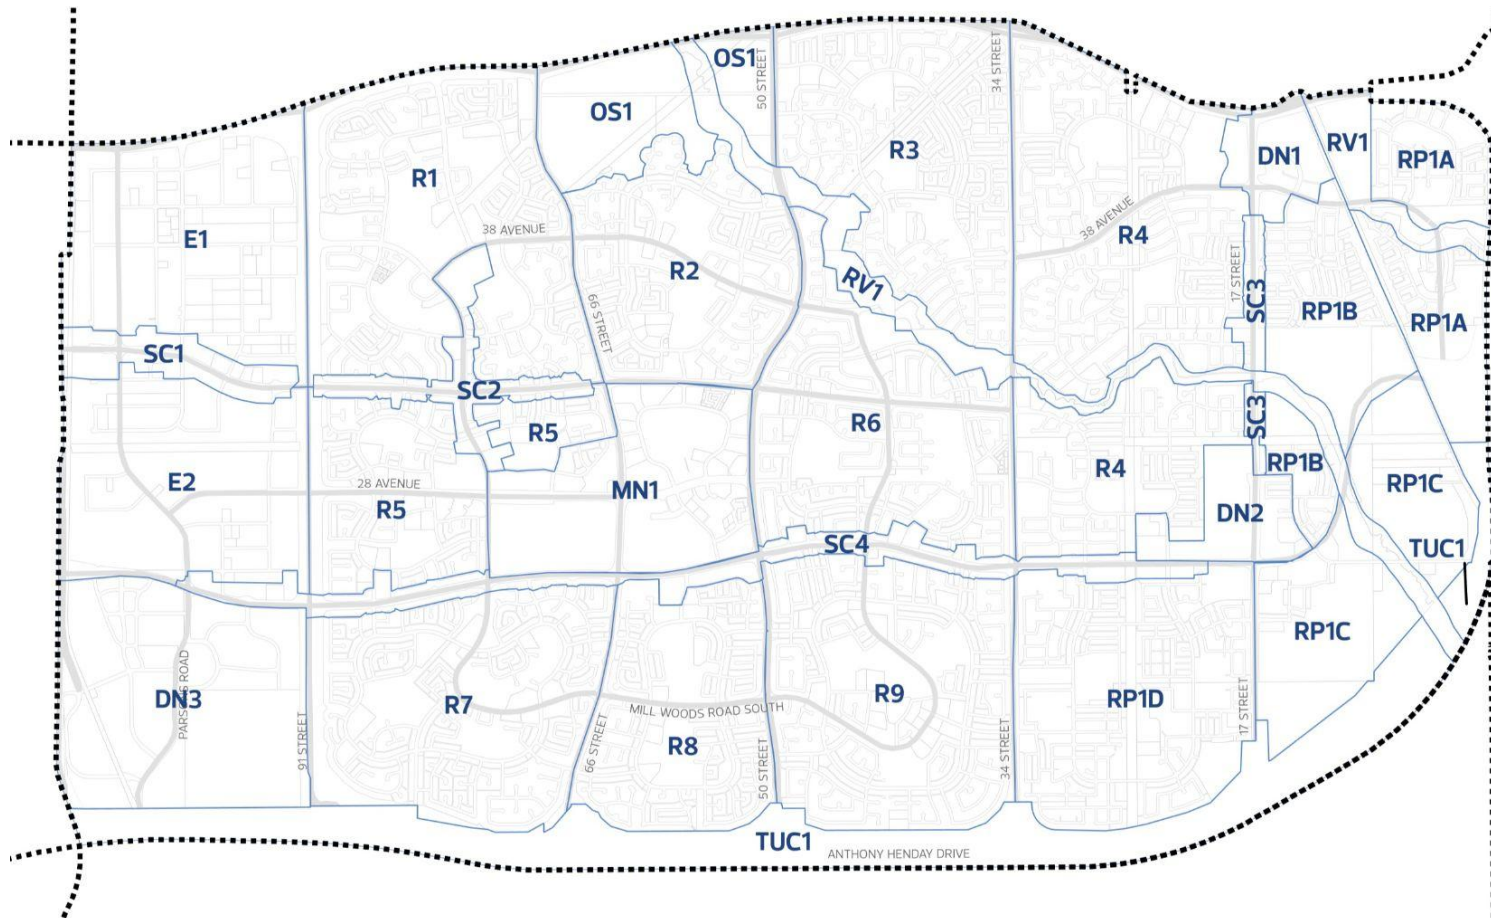 OS1
50 STREET
34 STREET
OS1
R3
DN1
RV1
RP1A
R1
38 AVENUE
E1
38 AVENUE
R4
R2
RV1
17 STREET
SC3
RP1B
RP1A
66 STREET
SC1
SC2
R5
R6
SC3
MN1
R4
RP1B
RP1C
E2
28 AVENUE
R5
DN2
SC4
TUC1
RP1C
PARSONS ROAD
DN3
91 STREET
R7
66 STREET
MILL WOODS ROAD SOUTH
R8
50 STREET
R9
34 STREET
RP1D
17 STREET
TUC1
ANTHONY HENDAY DRIVE